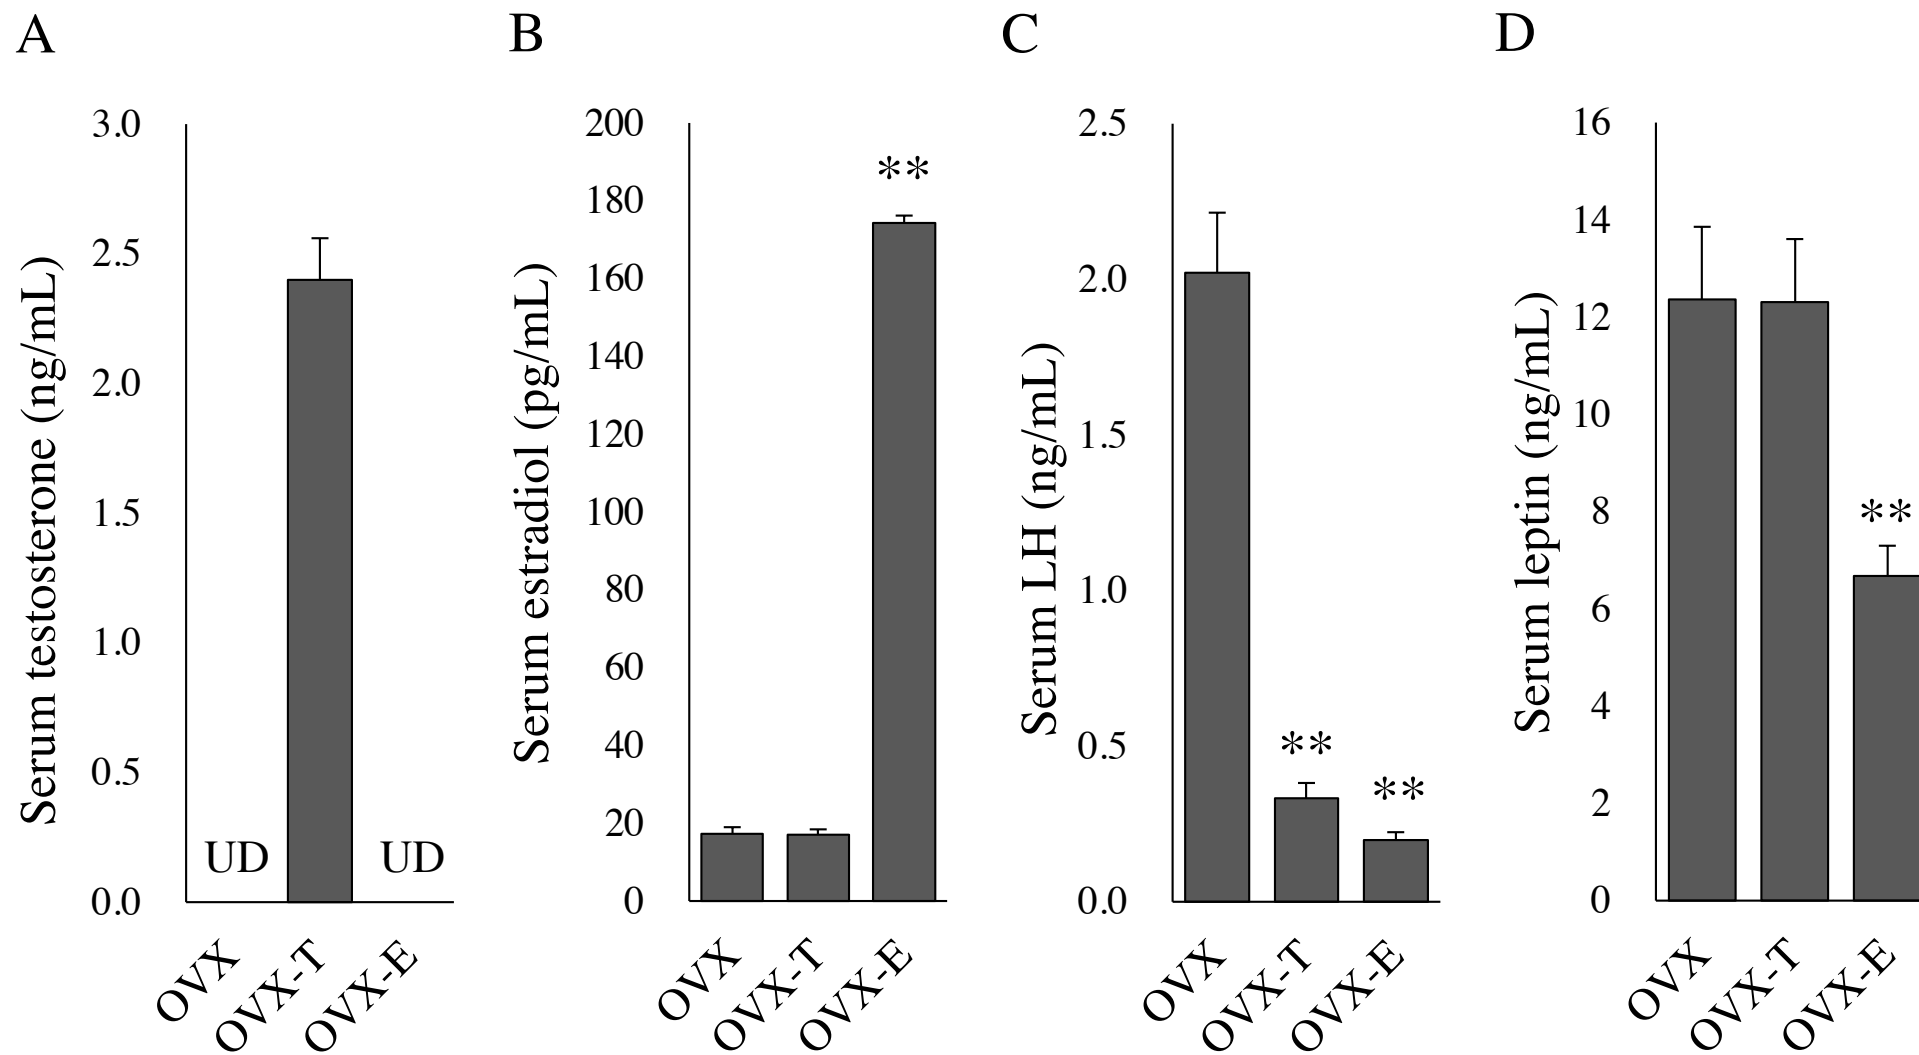 A
B
C
D
Serum testosterone (ng/mL)
3.0
2.5
2.0
1.5
1.0
0.5
0.0
UD
UD
OVX
OVX-T
OVX-E
Serum estradiol (pg/mL)
200
180
160
140
120
100
80
60
40
20
0
**
OVX
OVX-T
OVX-E
Serum LH (ng/mL)
2.5
2.0
1.5
1.0
0.5
0.0
**
**
OVX
OVX-T
OVX-E
Serum leptin (ng/mL)
16
14
12
10
8
6
4
2
0
**
OVX
OVX-T
OVX-E